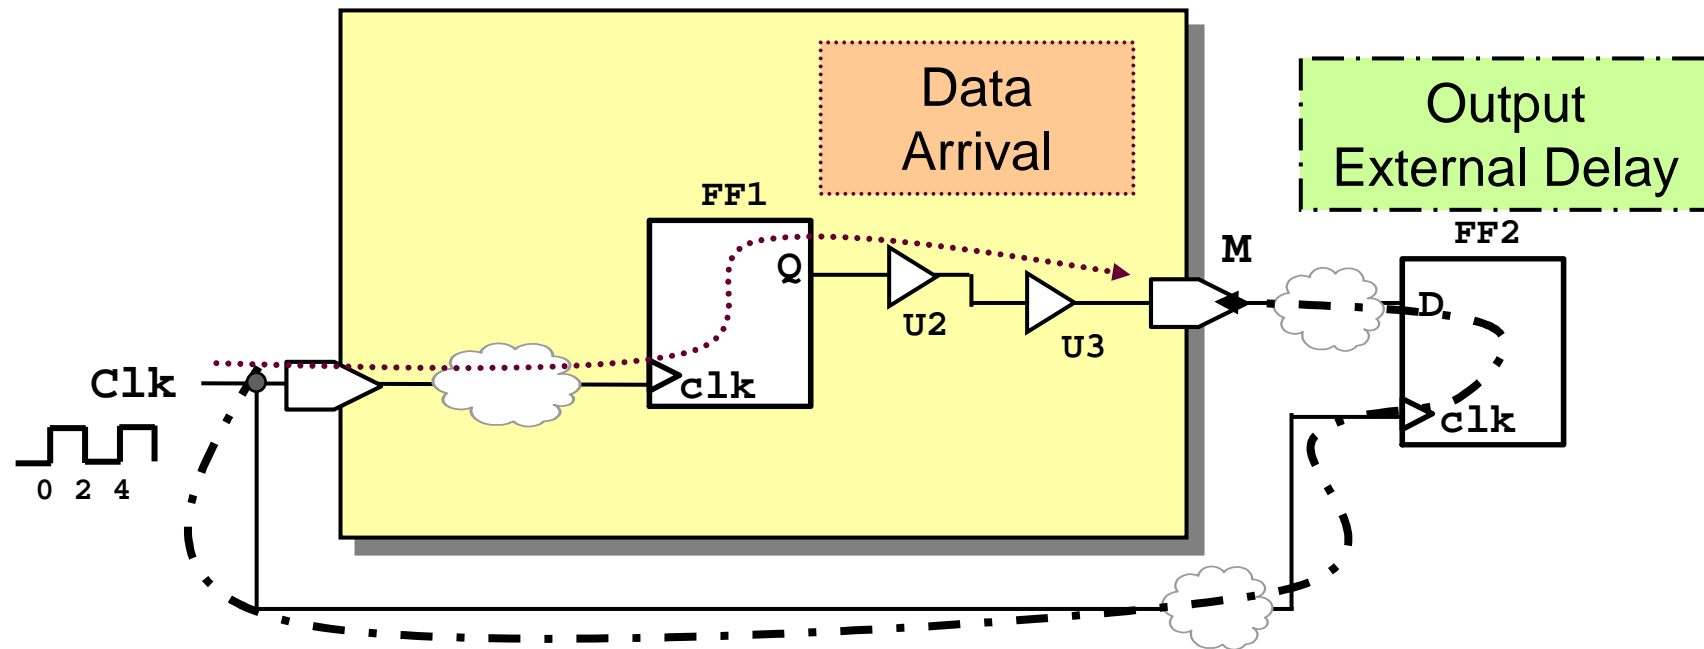 Data
Arrival
Output
External Delay
FF1
FF2
M
Q
D
U2
U3
Clk
clk
clk
0 2 4